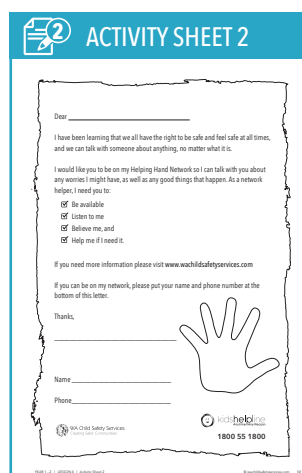 2
ACTIVITY SHEET 2
Dear
I have been learning that we all have the right to be safe and feel safe at all times,
and we can talk with someone about anything, no matter what it is.
I would like you to be on my Helping Hand Network so I can talk with you about
any worries I might have, as well as any good things that happen. As a network
helper, I need you to:
Be available
Listen to me
Believe me, and
Help me if I need it.
If you need more information please visit www.wachildsafetyservices.com
If you can be on my network, please put your name and phone number at the
bottom of this letter.
Thanks,
Name
Phone
WA Child Safety Services
kidshelpline
1800 55 1800